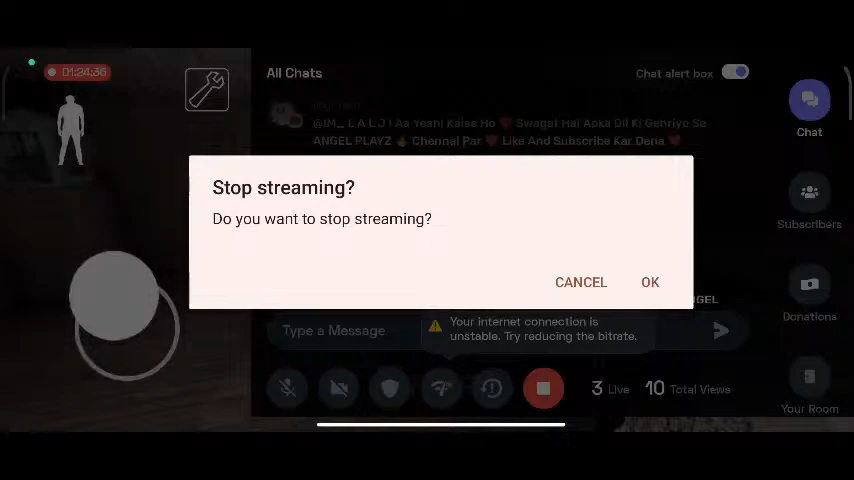 01:24:36
All Chats
Chat alert box
@IM_ L A L J I Aa Yeahi Kaise Ho ❤️ Swagat Hai Apka Dil Ki Gehriyo Se
ANGEL PLAYZ 🔥 Chennal Par ❤️ Like And Subscribe Kar Dena ❤️
Chat
Stop streaming?
Do you want to stop streaming?
Subscribers
CANCEL
OK
Donations
Type a Message
Your internet connection is
unstable. Try reducing the bitrate.
3 Live 10 Total Views
Your Room